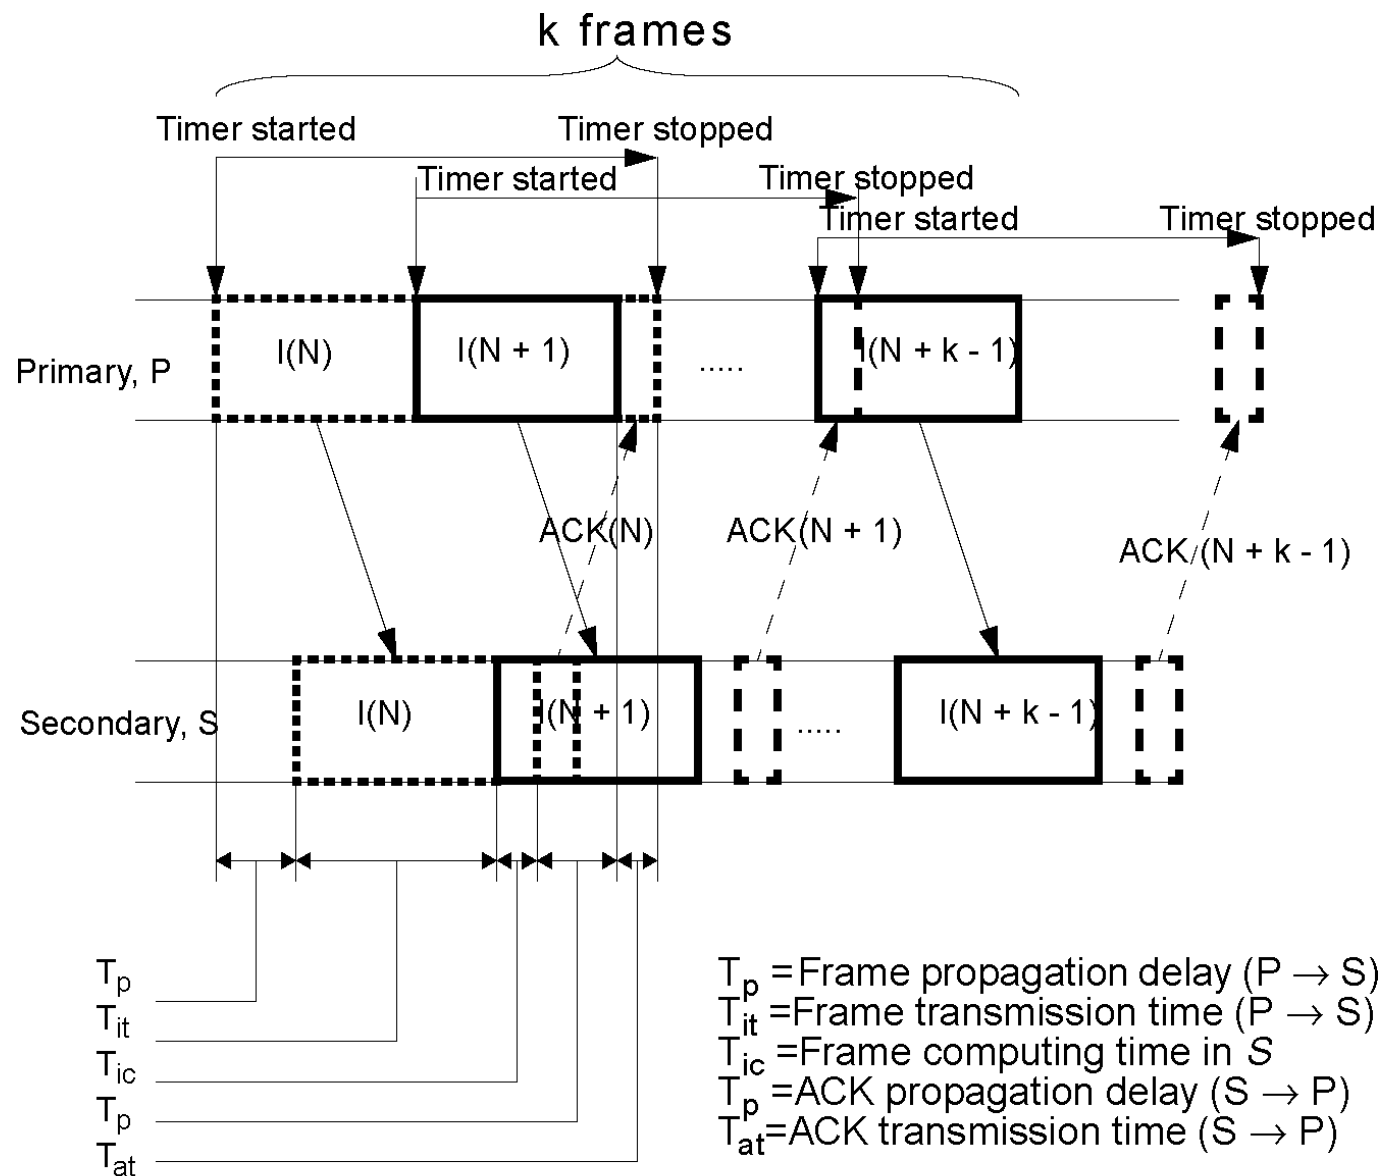 k frames
Timer started
Timer stopped
Timer started
Timer stopped
Timer started
Timer stopped
Primary, P
I(N)
I(N + 1)
.....
I(N + k - 1)
ACK(N)
ACK(N + 1)
ACK (N + k - 1)
Secondary, S
I(N)
I(N + 1)
.....
I(N + k - 1)
Tp
Tit
Tic
Tp
Tat
Tp =Frame propagation delay (P → S)
Tit =Frame transmission time (P → S)
Tic =Frame computing time in S
Tp =ACK propagation delay (S → P)
Tat=ACK transmission time (S → P)